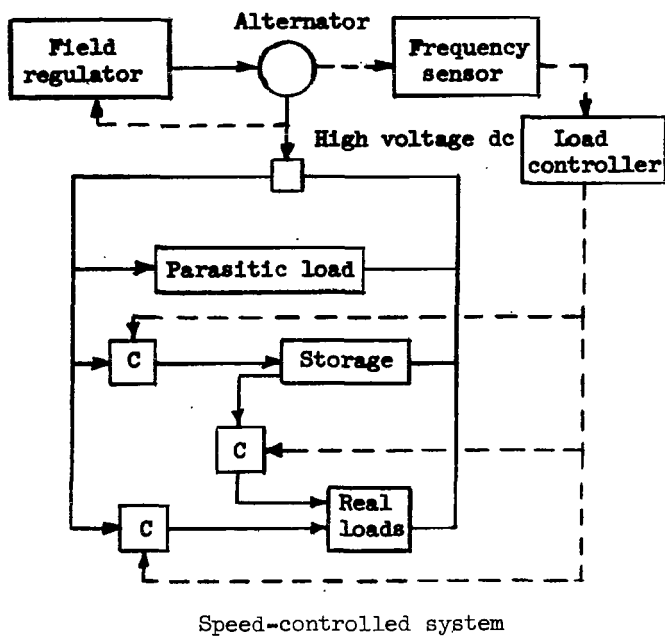 Alternator
Field
regulator
Frequency
sensor
High voltage dc
Load
controller
Parasitic load
C
Storage
C
C
Real
loads
Speed-controlled system